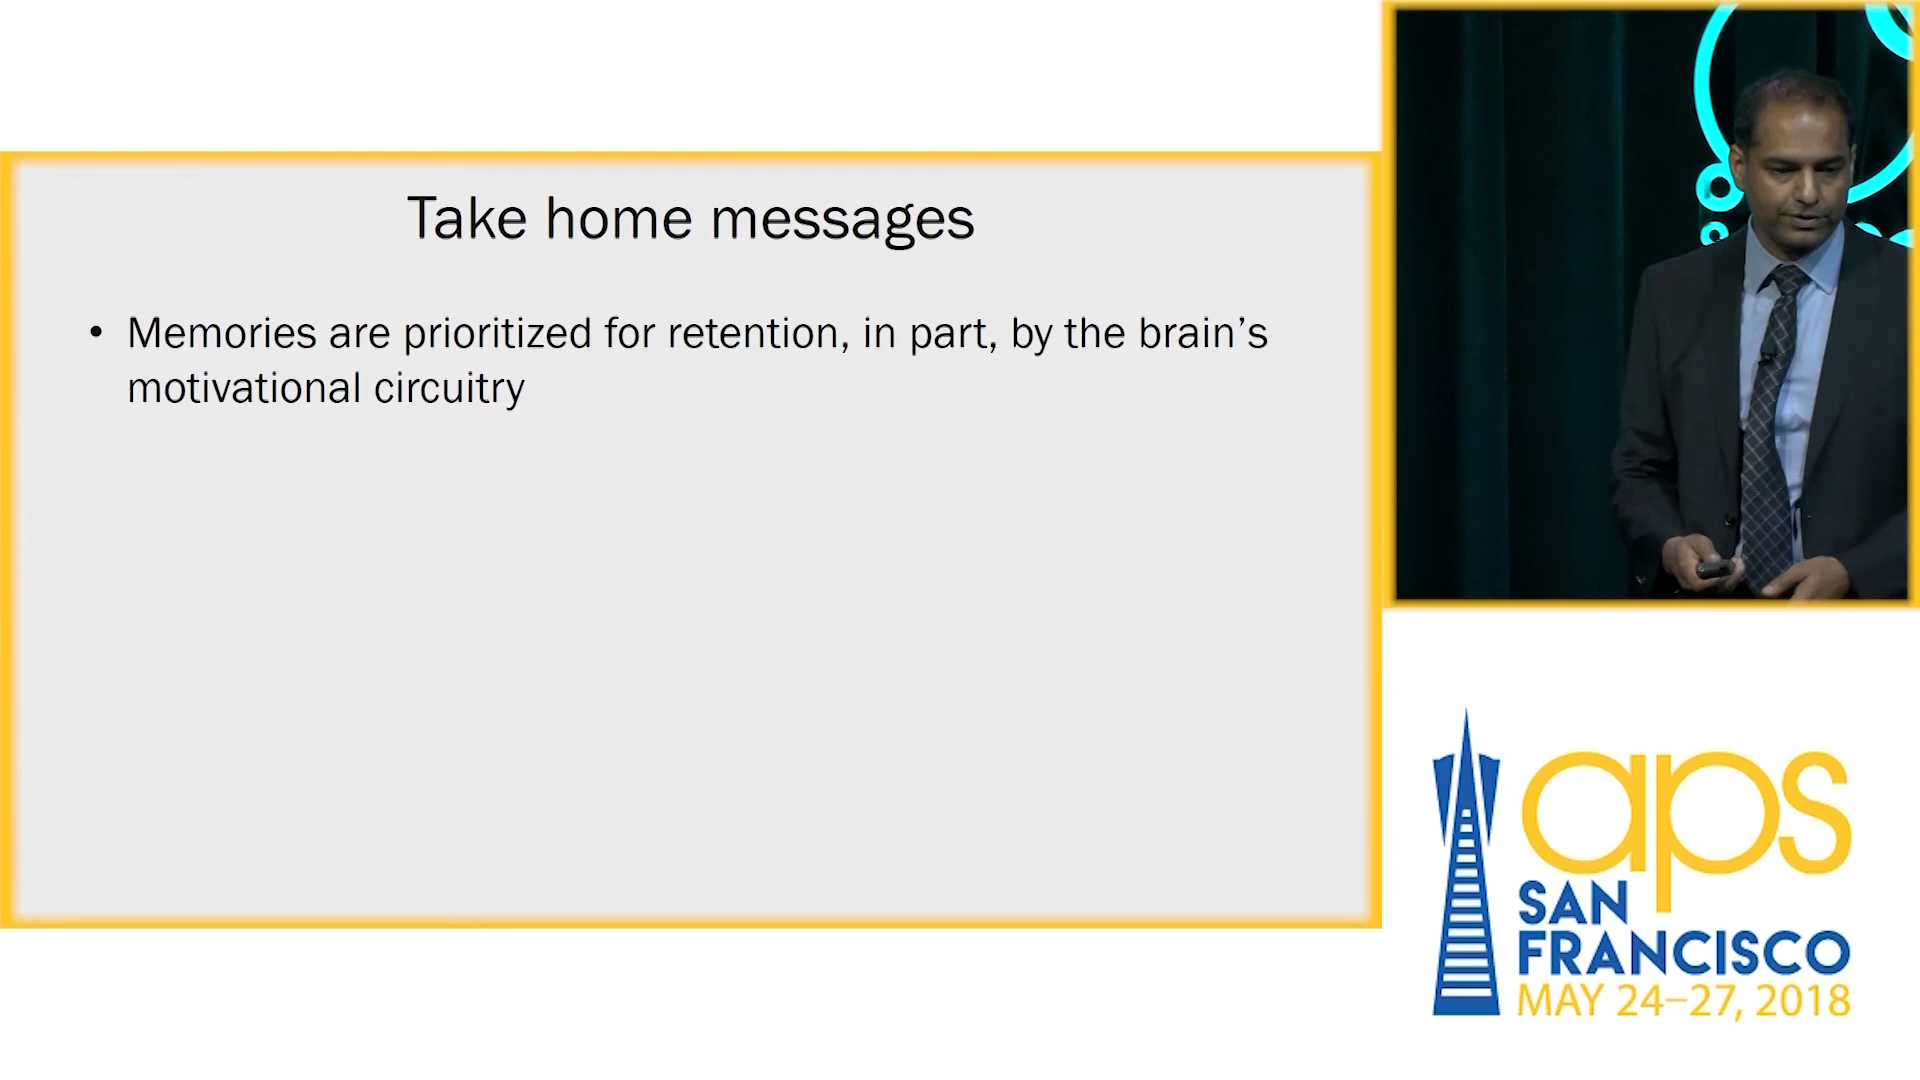 Take home messages
• Memories are prioritized for retention, in part, by the brain’s
motivational circuitry
aps
SAN
FRANCISCO
MAY 24–27, 2018